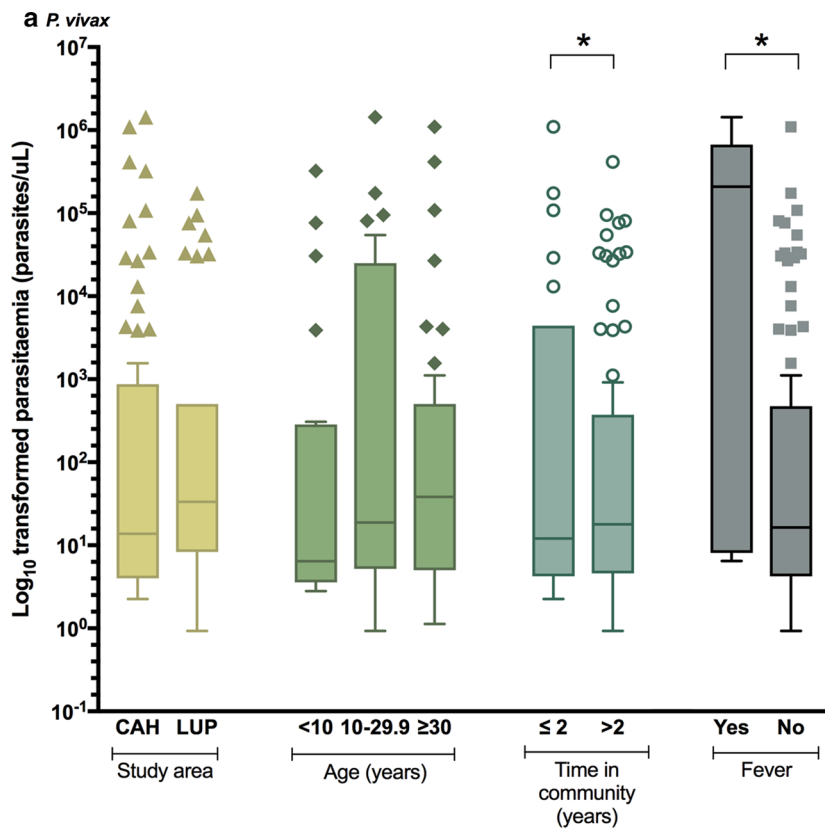 a P. vivax
Log₁₀ transformed parasitaemia (parasites/uL)
10⁷
10⁶
10⁵
10⁴
10³
10²
10¹
10⁰
10⁻¹
* *
CAH LUP <10 10-29.9 ≥30 ≤ 2 >2 Yes No
Study area Age (years) Time in Fever
community
(years)